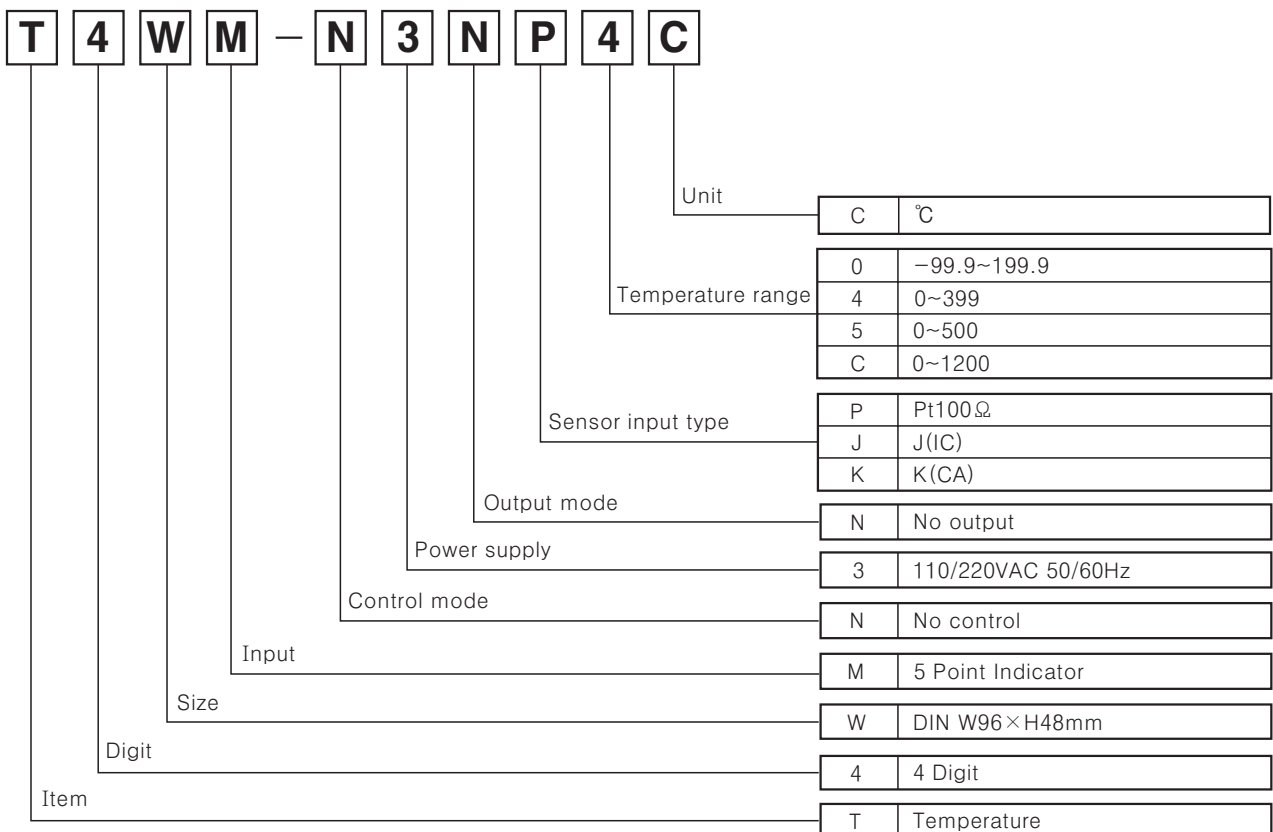 T 4 W M - N 3 N P 4 C
Unit
C ℃
0 -99.9~199.9
Temperature range 4 0~399
5 0~500
C 0~1200
P Pt100Ω
Sensor input type
J J(IC)
K K(CA)
Output mode
N No output
Power supply
3 110/220VAC 50/60Hz
Control mode
N No control
Input
M 5 Point Indicator
Size
W DIN W96×H48mm
Digit
4 4 Digit
Item
T Temperature